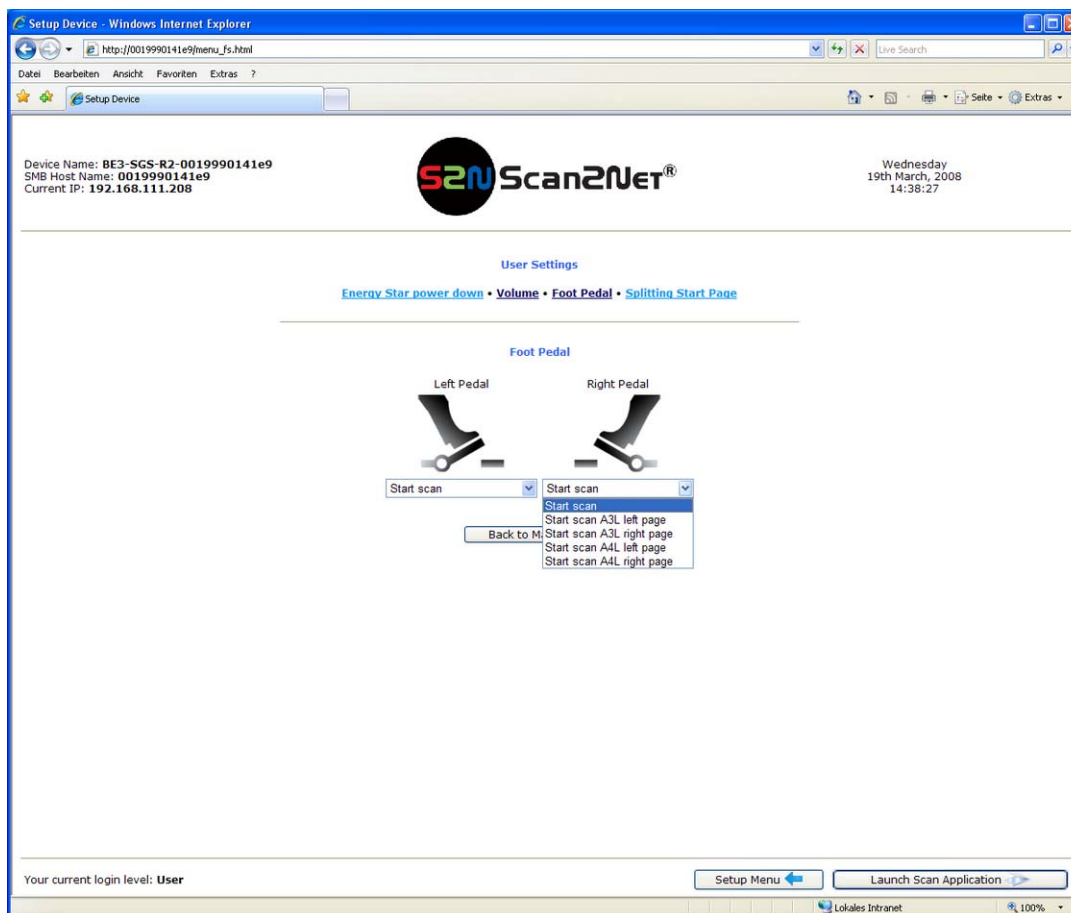 Setup Device - Windows Internet Explorer
http://0019990141e9/menu_fs.html
Live Search
Datei Bearbeiten Ansicht Favoriten Extras ?
Setup Device
Seite Extras
Device Name: BE3-SGS-R2-0019990141e9
SMB Host Name: 0019990141e9
Current IP: 192.168.111.208
S2N Scan2Net®
Wednesday
19th March, 2008
14:38:27
User Settings
Energy Star power down • Volume • Foot Pedal • Splitting Start Page
Foot Pedal
Left Pedal Right Pedal
Start scan Start scan
Start scan
Start scan A3L left page
Start scan A3L right page
Start scan A4L left page
Start scan A4L right page
Back to M
Your current login level: User
Setup Menu Launch Scan Application
Lokales Intranet 100%